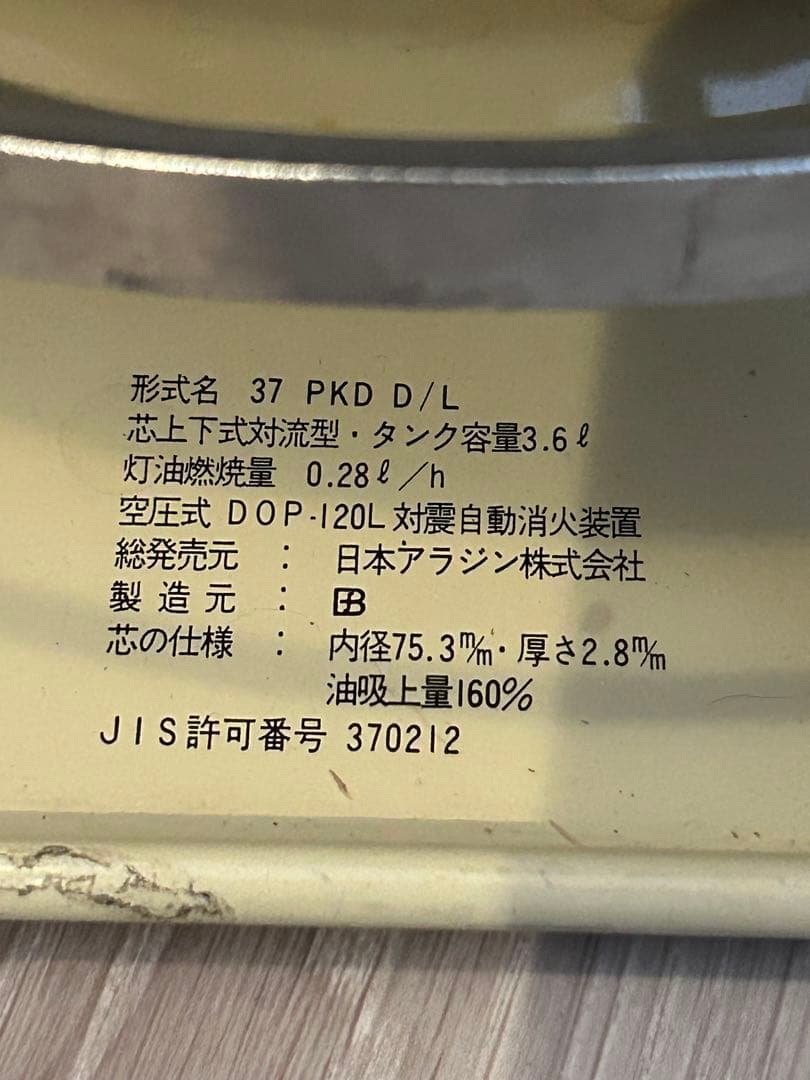 形式名 37 PKD D/L
芯上下式対流型・タンク容量3.6ℓ
灯油燃焼量 0.28ℓ/h
空圧式 DOP-120L 対震自動消火装置
総発売元 : 日本アラジン株式会社
製造元 :
芯の仕様 : 内径75.3m/m・厚さ2.8m/m
油吸上量160%
JIS許可番号 370212